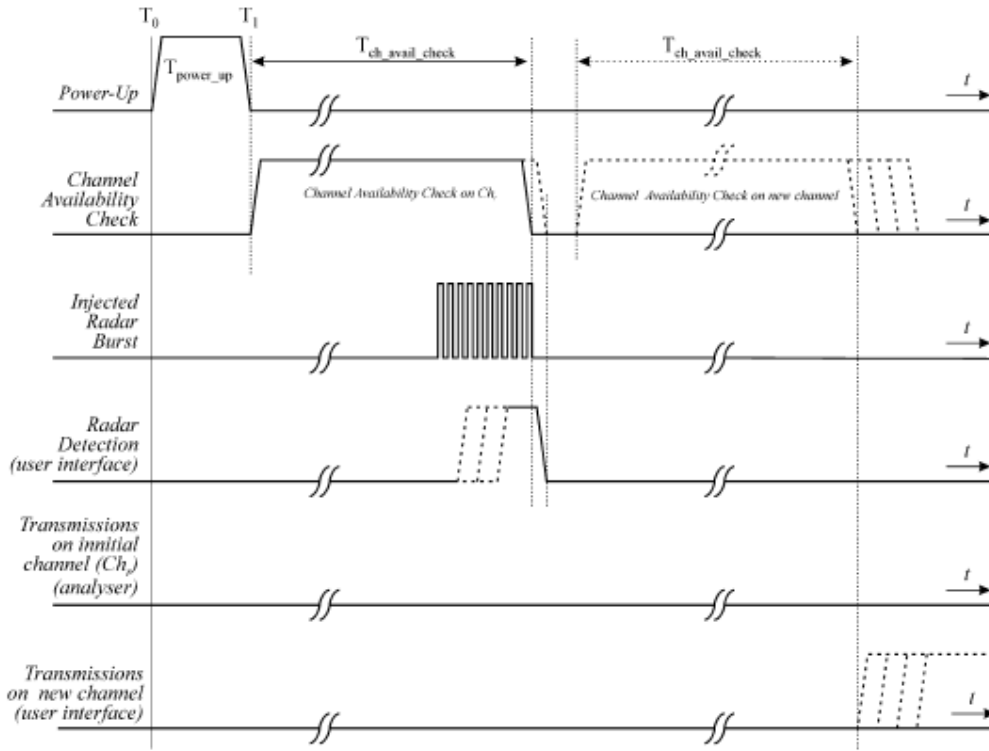 T0 T1
Tch_avail_check
Tch_avail_check
Tpower_up
Power-Up
t
Channel
Availability
Check
Channel Availability Check on Chr
Channel Availability Check on new channel
t
Injected
Radar
Burst
t
Radar
Detection
(user interface)
t
Transmissions
on innitial
channel (Chr)
(analyser)
t
Transmissions
on new channel
(user interface)
t